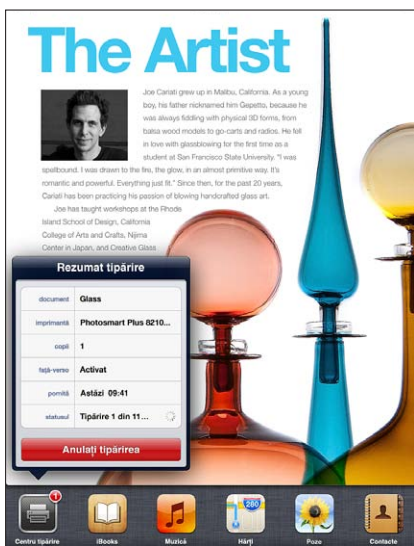 The Artist
Joe Cariati grew up in Malibu, California. As a young
boy, his father nicknamed him Gepetto, because he
was always fiddling with physical 3D forms, from
balsa wood models to go-carts and radios. He fell
in love with glassblowing for the first time as a
student at San Francisco State University. "I was
spellbound. I was drawn to the fire, the glow, in an almost primitive way. It's
romantic and powerful. Everything just fit." Since then, for the past 20 years,
Cariati has been practicing his passion of blowing handcrafted glass art.
Joe has taught workshops at the Rhode
Island School of Design, California
College of Arts and Crafts, Nijima
Center in Japan, and Creative Glass
Rezumat tipărire
document Glass
imprimantă Photosmart Plus 8210...
copii 1
față-verso Activat
pornită Astăzi 09:41
statusul Tipărire 1 din 11...
Anulați tipărirea
1
280
Centru tipărire iBooks Muzică Hărți Poze Contacte